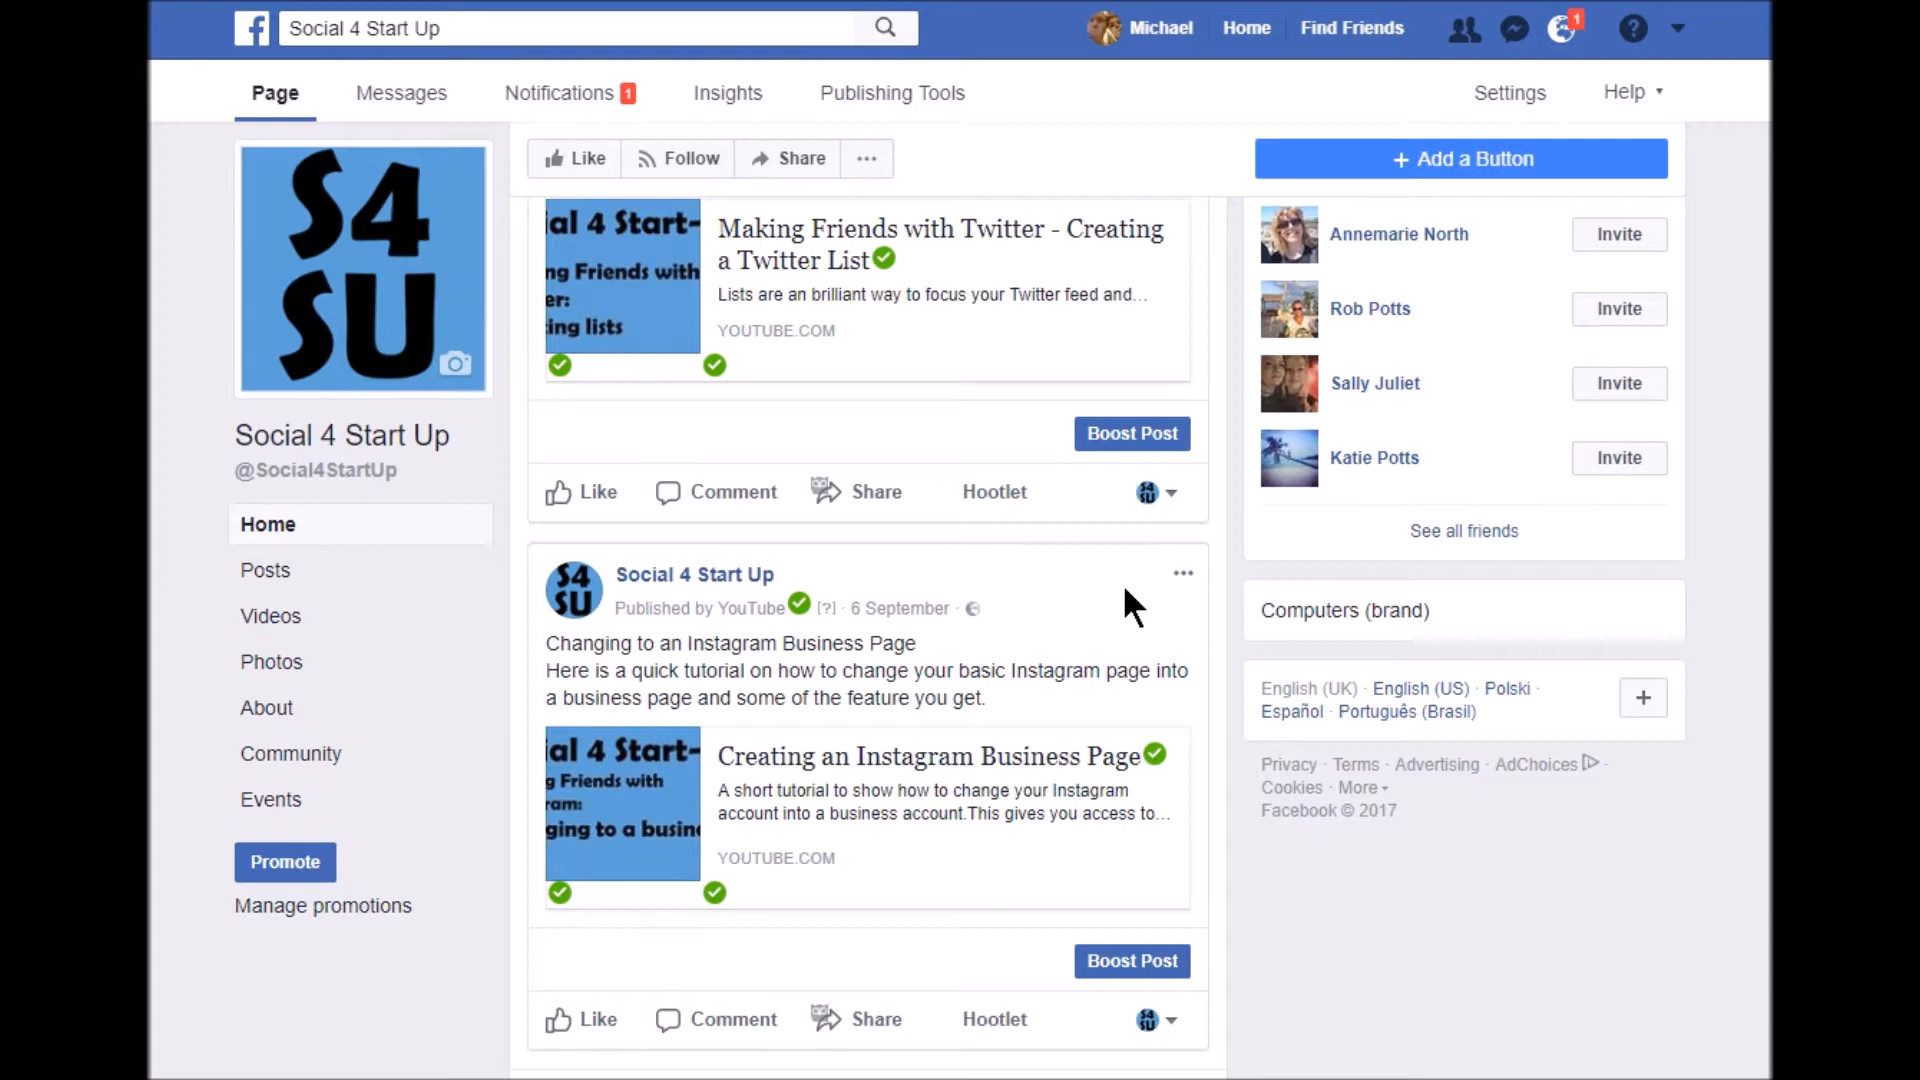 Social 4 Start Up
Michael
Home
Find Friends
1
Page
Messages
Notifications 1
Insights
Publishing Tools
Settings
Help
S4
SU
Social 4 Start Up
@Social4StartUp
Home
Posts
Videos
Photos
About
Community
Events
Promote
Manage promotions
Like
Follow
Share
+ Add a Button
ial 4 Start-
ng Friends with
er:
ing lists
Making Friends with Twitter - Creating
a Twitter List
Lists are an brilliant way to focus your Twitter feed and...
YOUTUBE.COM
Boost Post
Like
Comment
Share
Hootlet
S4
SU
S4
SU
Social 4 Start Up
Published by YouTube [?] · 6 September ·
Changing to an Instagram Business Page
Here is a quick tutorial on how to change your basic Instagram page into
a business page and some of the feature you get.
ial 4 Start-
g Friends with
ram:
ging to a busin
Creating an Instagram Business Page
A short tutorial to show how to change your Instagram
account into a business account.This gives you access to...
YOUTUBE.COM
Boost Post
Like
Comment
Share
Hootlet
S4
SU
Annemarie North
Invite
Rob Potts
Invite
Sally Juliet
Invite
Katie Potts
Invite
See all friends
Computers (brand)
English (UK) · English (US) · Polski ·
Español · Português (Brasil)
+
Privacy · Terms · Advertising · AdChoices ·
Cookies · More
Facebook © 2017